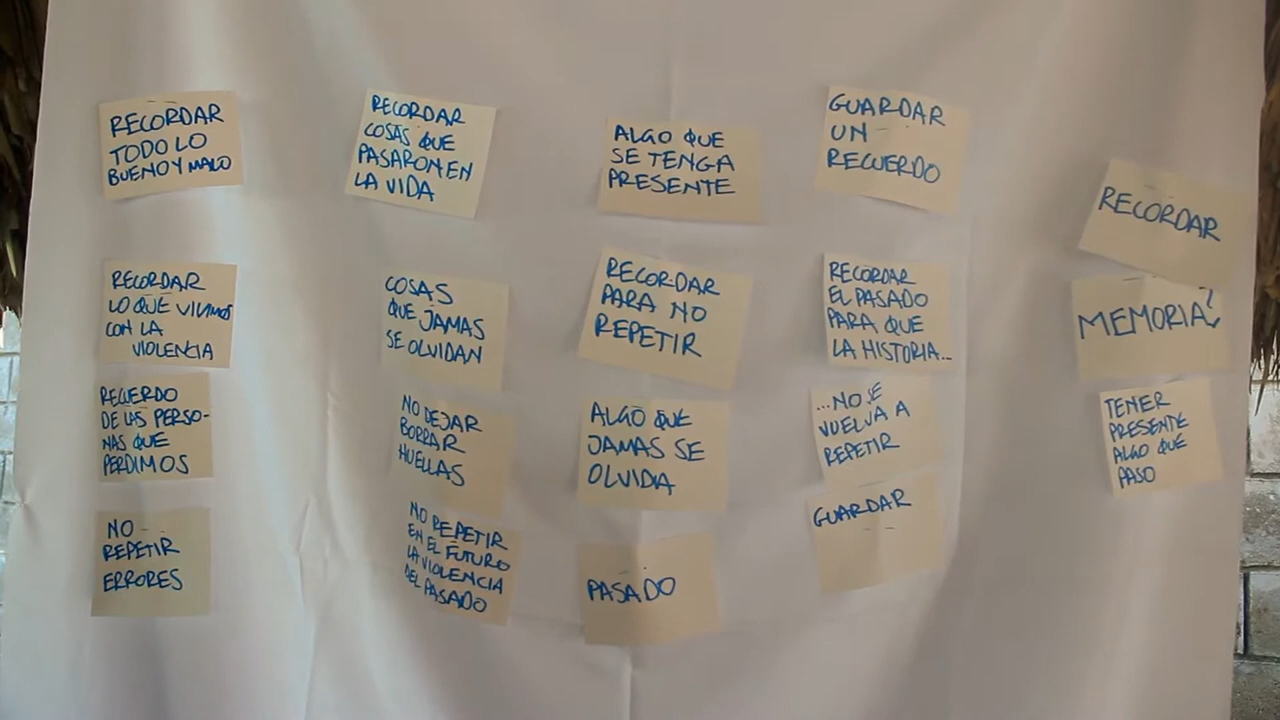 RECORDAR
TODO LO
BUENO Y MALO
RECORDAR
LO QUE VIVIMOS
CON LA
VIOLENCIA
RECUERDO
DE LAS PERSO-
NAS QUE
PERDIMOS
NO
REPETIR
ERRORES
RECORDAR
COSAS QUE
PASARON EN
LA VIDA
COSAS
QUE JAMAS
SE OLVIDAN
NO DEJAR
BORRAR
HUELLAS
NO REPETIR
EN EL FUTURO
LA VIOLENCIA
DEL PASADO
ALGO QUE
SE TENGA
PRESENTE
RECORDAR
PARA NO
REPETIR
ALGO QUE
JAMAS SE
OLVIDA
PASADO
GUARDAR
UN
RECUERDO
RECORDAR
EL PASADO
PARA QUE
LA HISTORIA...
...NO SE
VUELVA A
REPETIR
GUARDAR
RECORDAR
MEMORIA?
TENER
PRESENTE
ALGO QUE
PASO